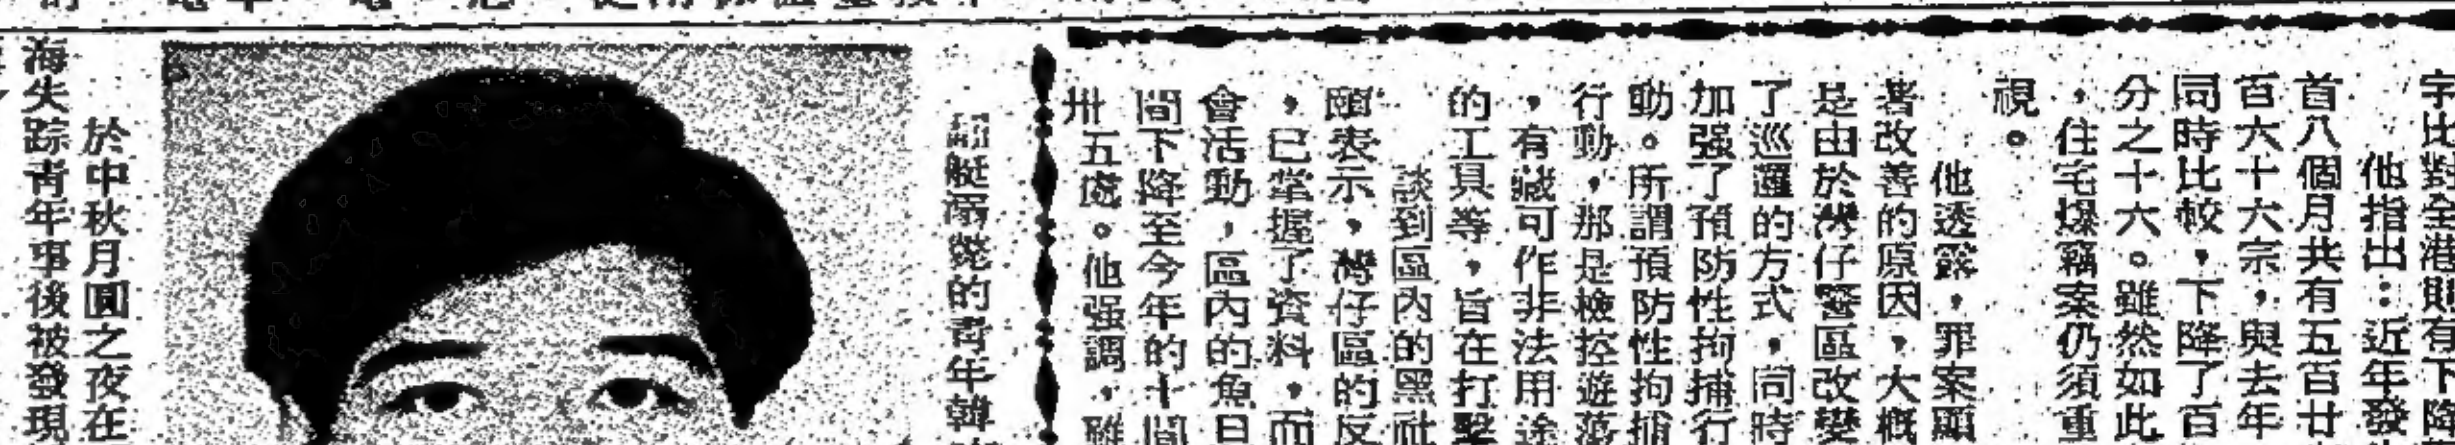 字比對全港則有下降
他指出：近年發
首八個月共有五百廿
百六十六宗，與去年
同時比較，下降了百
分之十六。雖然如此
，住宅爆竊案仍須重
視。
他透露，罪案顯
著改善的原因，大概
是由於灣仔警區改變
了巡邏的方式，同時
加强了預防性拘捕行
動。所謂預防性拘捕
行動，那是檢控遊蕩
，有藏可作非法用途
的工具等，旨在打擊
談到區內的黑社
願表示，灣仔區的反
，已掌握了資料，而
會活動，區內的魚
間下降至今年的十間
卅五處。他强調，雖
艇溺斃的青年韓
於中秋月圓之夜在
海失踪青年事後被發現